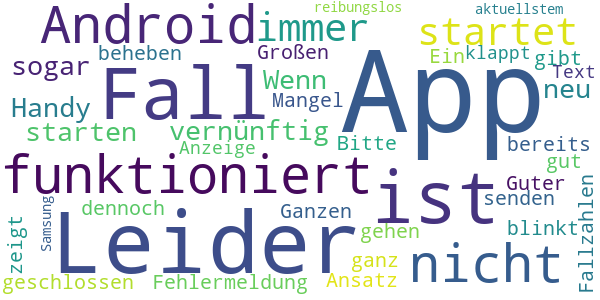 reibungslos
aktuellstem
Android
immer
startet
beheben
Großen
Ein
klappt
gibt
sogar
Fall
Wenn
App
Text
Handy
Mangel
neu
starten
vernünftig
Bitte
bereits
Anzeige
gut
funktioniert
ist
Guter
senden
Fallzahlen
dennoch
Ganzen
Leider
Samsung
zeigt
gehen
blinkt
nicht
ganz
geschlossen
Fehlermeldung
Ansatz